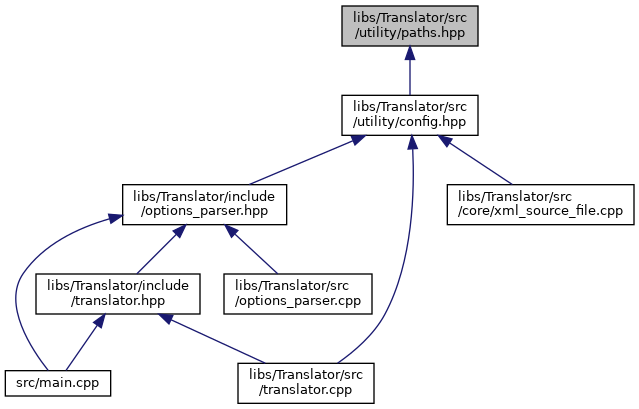 libs/Translator/src
/utility/paths.hpp
libs/Translator/src
/utility/config.hpp
libs/Translator/include
/options_parser.hpp
libs/Translator/src
/core/xml_source_file.cpp
libs/Translator/include
/translator.hpp
libs/Translator/src
/options_parser.cpp
src/main.cpp
libs/Translator/src
/translator.cpp